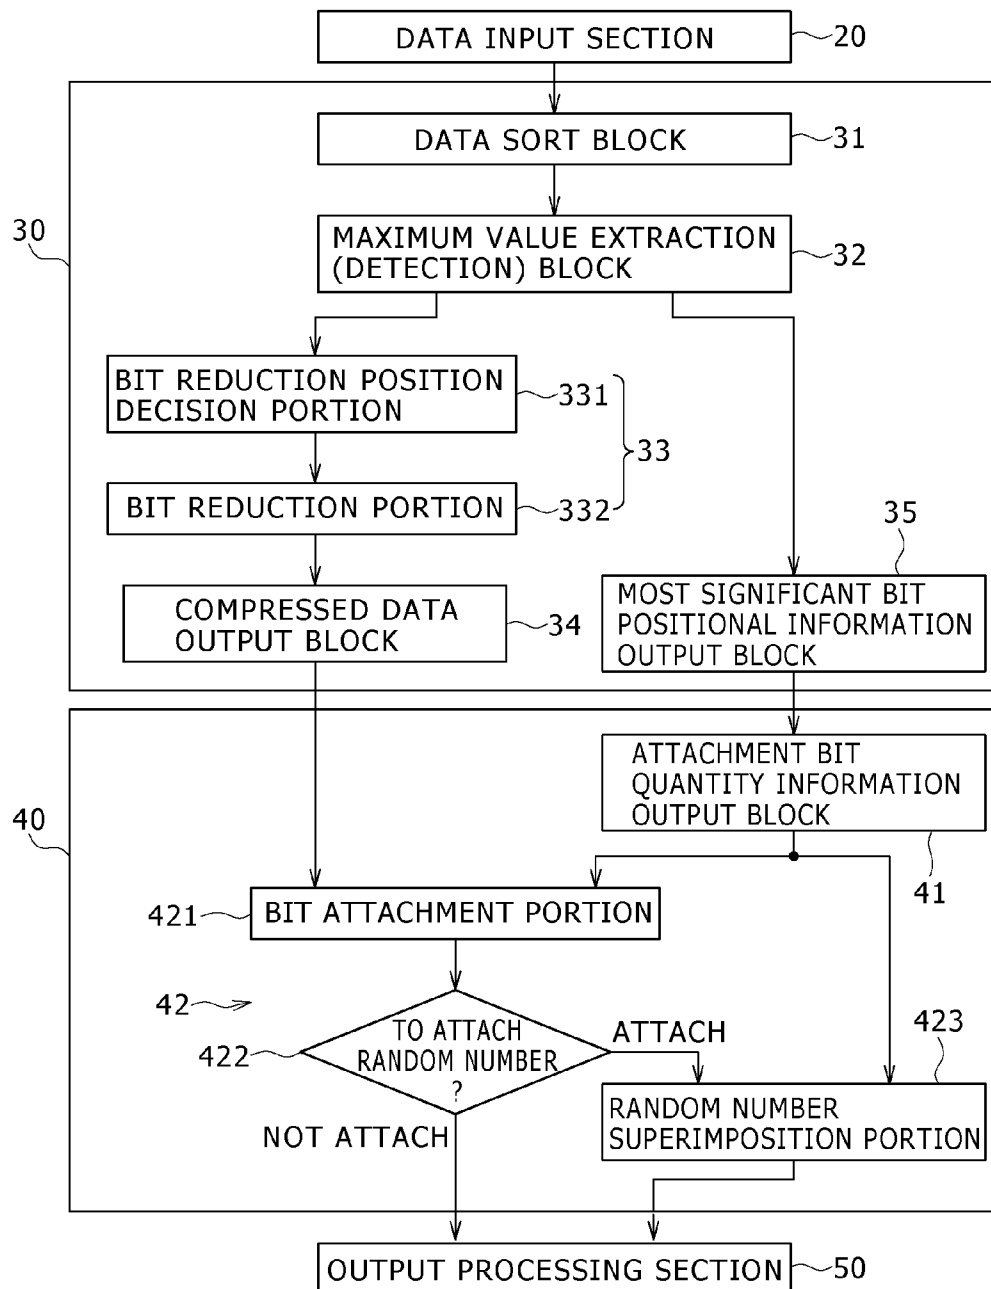 DATA INPUT SECTION
20
DATA SORT BLOCK
31
30
MAXIMUM VALUE EXTRACTION
(DETECTION) BLOCK
32
BIT REDUCTION POSITION
DECISION PORTION
331
33
BIT REDUCTION PORTION
332
35
COMPRESSED DATA
OUTPUT BLOCK
34
MOST SIGNIFICANT BIT
POSITIONAL INFORMATION
OUTPUT BLOCK
40
ATTACHMENT BIT
QUANTITY INFORMATION
OUTPUT BLOCK
41
421
BIT ATTACHMENT PORTION
42
422
TO ATTACH
RANDOM NUMBER
?
ATTACH
423
NOT ATTACH
RANDOM NUMBER
SUPERIMPOSITION PORTION
OUTPUT PROCESSING SECTION
50